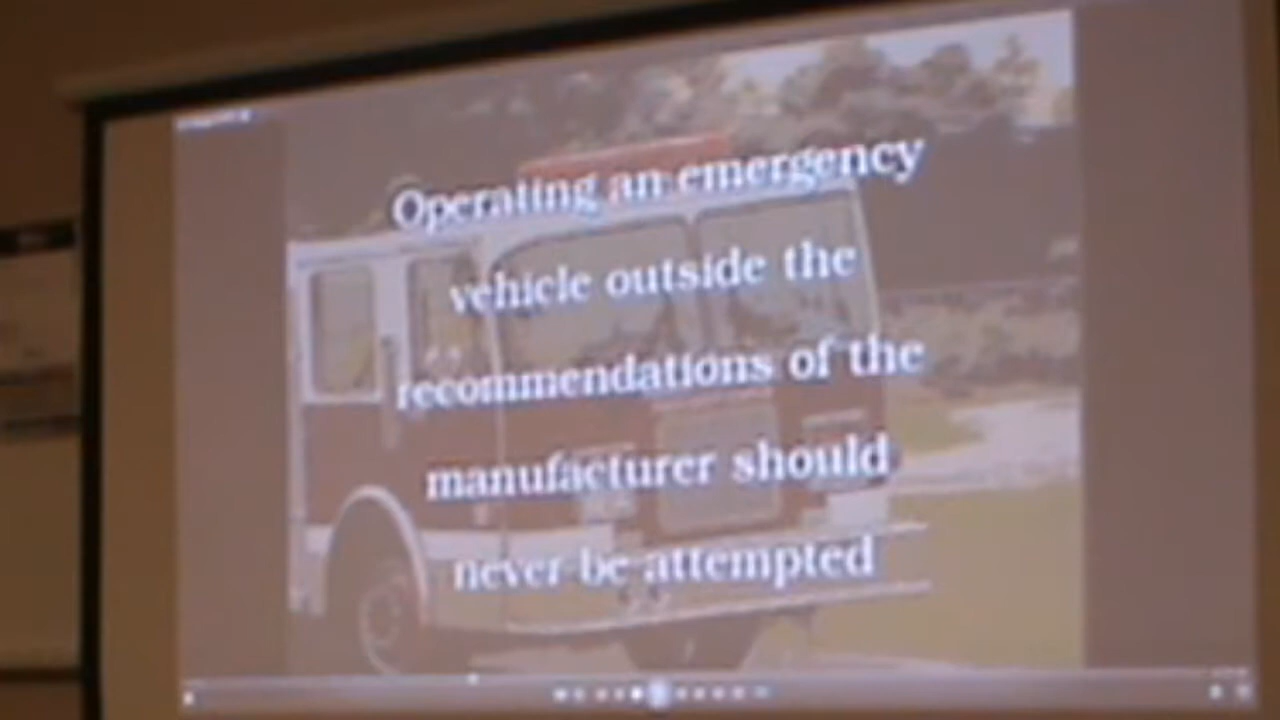 Operating an emergency
vehicle outside the
recommendations of the
manufacturer should
never be attempted